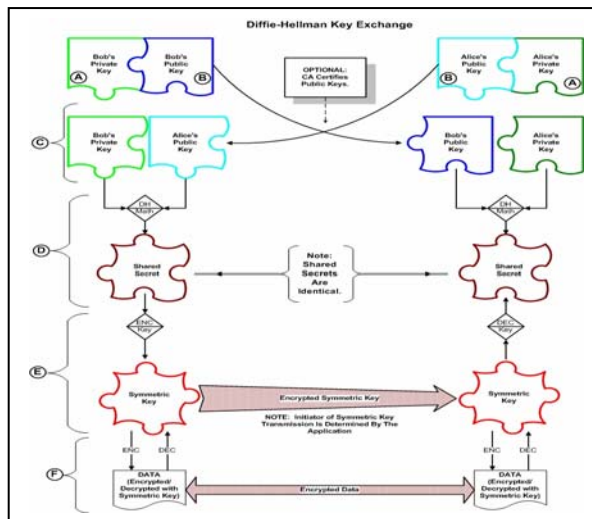 Diffie-Hellman Key Exchange
Bob's
Private
Key
A
Bob's
Public
Key
B
OPTIONAL:
CA Certifies
Public Keys.
Alice's
Public
Key
B
Alice's
Private
Key
A
C
Bob's
Private
Key
Alice's
Public
Key
Bob's
Public
Key
Alice's
Private
Key
DH
Math
DH
Math
D
Shared
Secret
Note:
Shared
Secrets
Are
Identical.
Shared
Secret
ENC
Key
DEC
Key
E
Symmetric
Key
Encrypted Symmetric Key
NOTE: Initiator of Symmetric Key
Transmission Is Determined By The
Application
Symmetric
Key
ENC
DEC
ENC
DEC
F
DATA
(Encrypted/
Decrypted with
Symmetric Key)
Encrypted Data
DATA
(Encrypted/
Decrypted with
Symmetric Key)